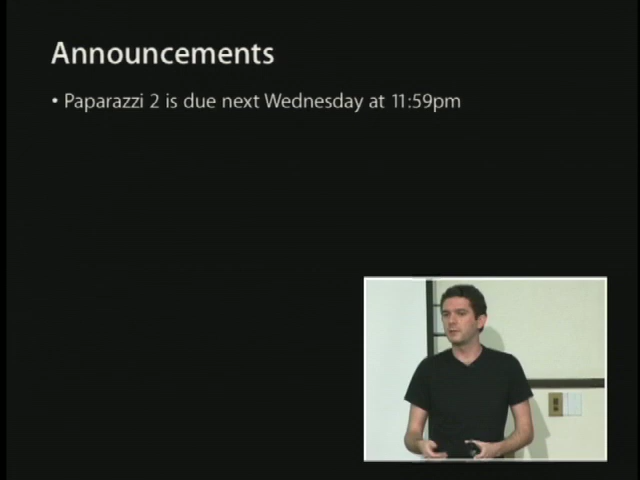 Announcements
• Paparazzi 2 is due next Wednesday at 11:59pm